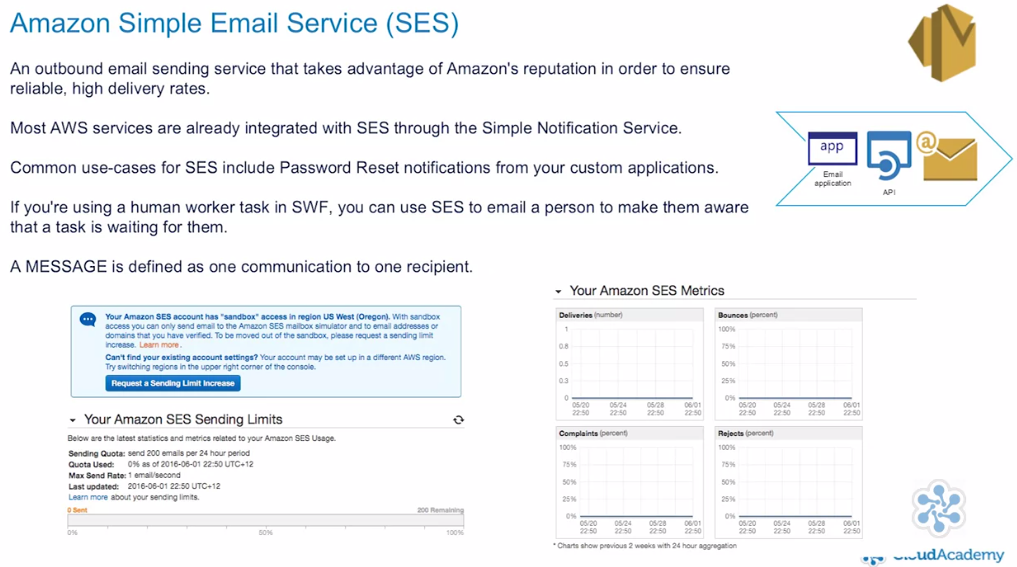 Amazon Simple Email Service (SES)
An outbound email sending service that takes advantage of Amazon's reputation in order to ensure
reliable, high delivery rates.
Most AWS services are already integrated with SES through the Simple Notification Service.
Common use-cases for SES include Password Reset notifications from your custom applications.
If you're using a human worker task in SWF, you can use SES to email a person to make them aware
that a task is waiting for them.
A MESSAGE is defined as one communication to one recipient.
app
@
Email
application
API
Your Amazon SES account has "sandbox" access in region US West (Oregon). With sandbox
access you can only send email to the Amazon SES mailbox simulator and to email addresses or
domains that you have verified. To be moved out of the sandbox, please request a sending limit
increase. Learn more.
Can't find your existing account settings? Your account may be set up in a different AWS region.
Try switching regions in the upper right corner of the console.
Request a Sending Limit Increase
Your Amazon SES Sending Limits
Below are the latest statistics and metrics related to your Amazon SES Usage.
Sending Quota: send 200 emails per 24 hour period
Quota Used: 0% as of 2016-06-01 22:50 UTC+12
Max Send Rate: 1 email/second
Last updated: 2016-06-01 22:50 UTC+12
Learn more about your sending limits.
0 Sent 200 Remaining
0% 50% 100%
Your Amazon SES Metrics
Deliveries (number)
1
0.8
0.5
0.3
0
05/20 05/24 05/28 06/01
22:50 22:50 22:50 22:50
Bounces (percent)
100%
75%
50%
25%
0%
05/20 05/24 05/28 06/01
22:50 22:50 22:50 22:50
Complaints (percent)
100%
75%
50%
25%
0%
05/20 05/24 05/28 06/01
22:50 22:50 22:50 22:50
Rejects (percent)
100%
75%
50%
25%
0%
05/20 05/24 05/28 06/01
22:50 22:50 22:50 22:50
* Charts show previous 2 weeks with 24 hour aggregation
CloudAcademy